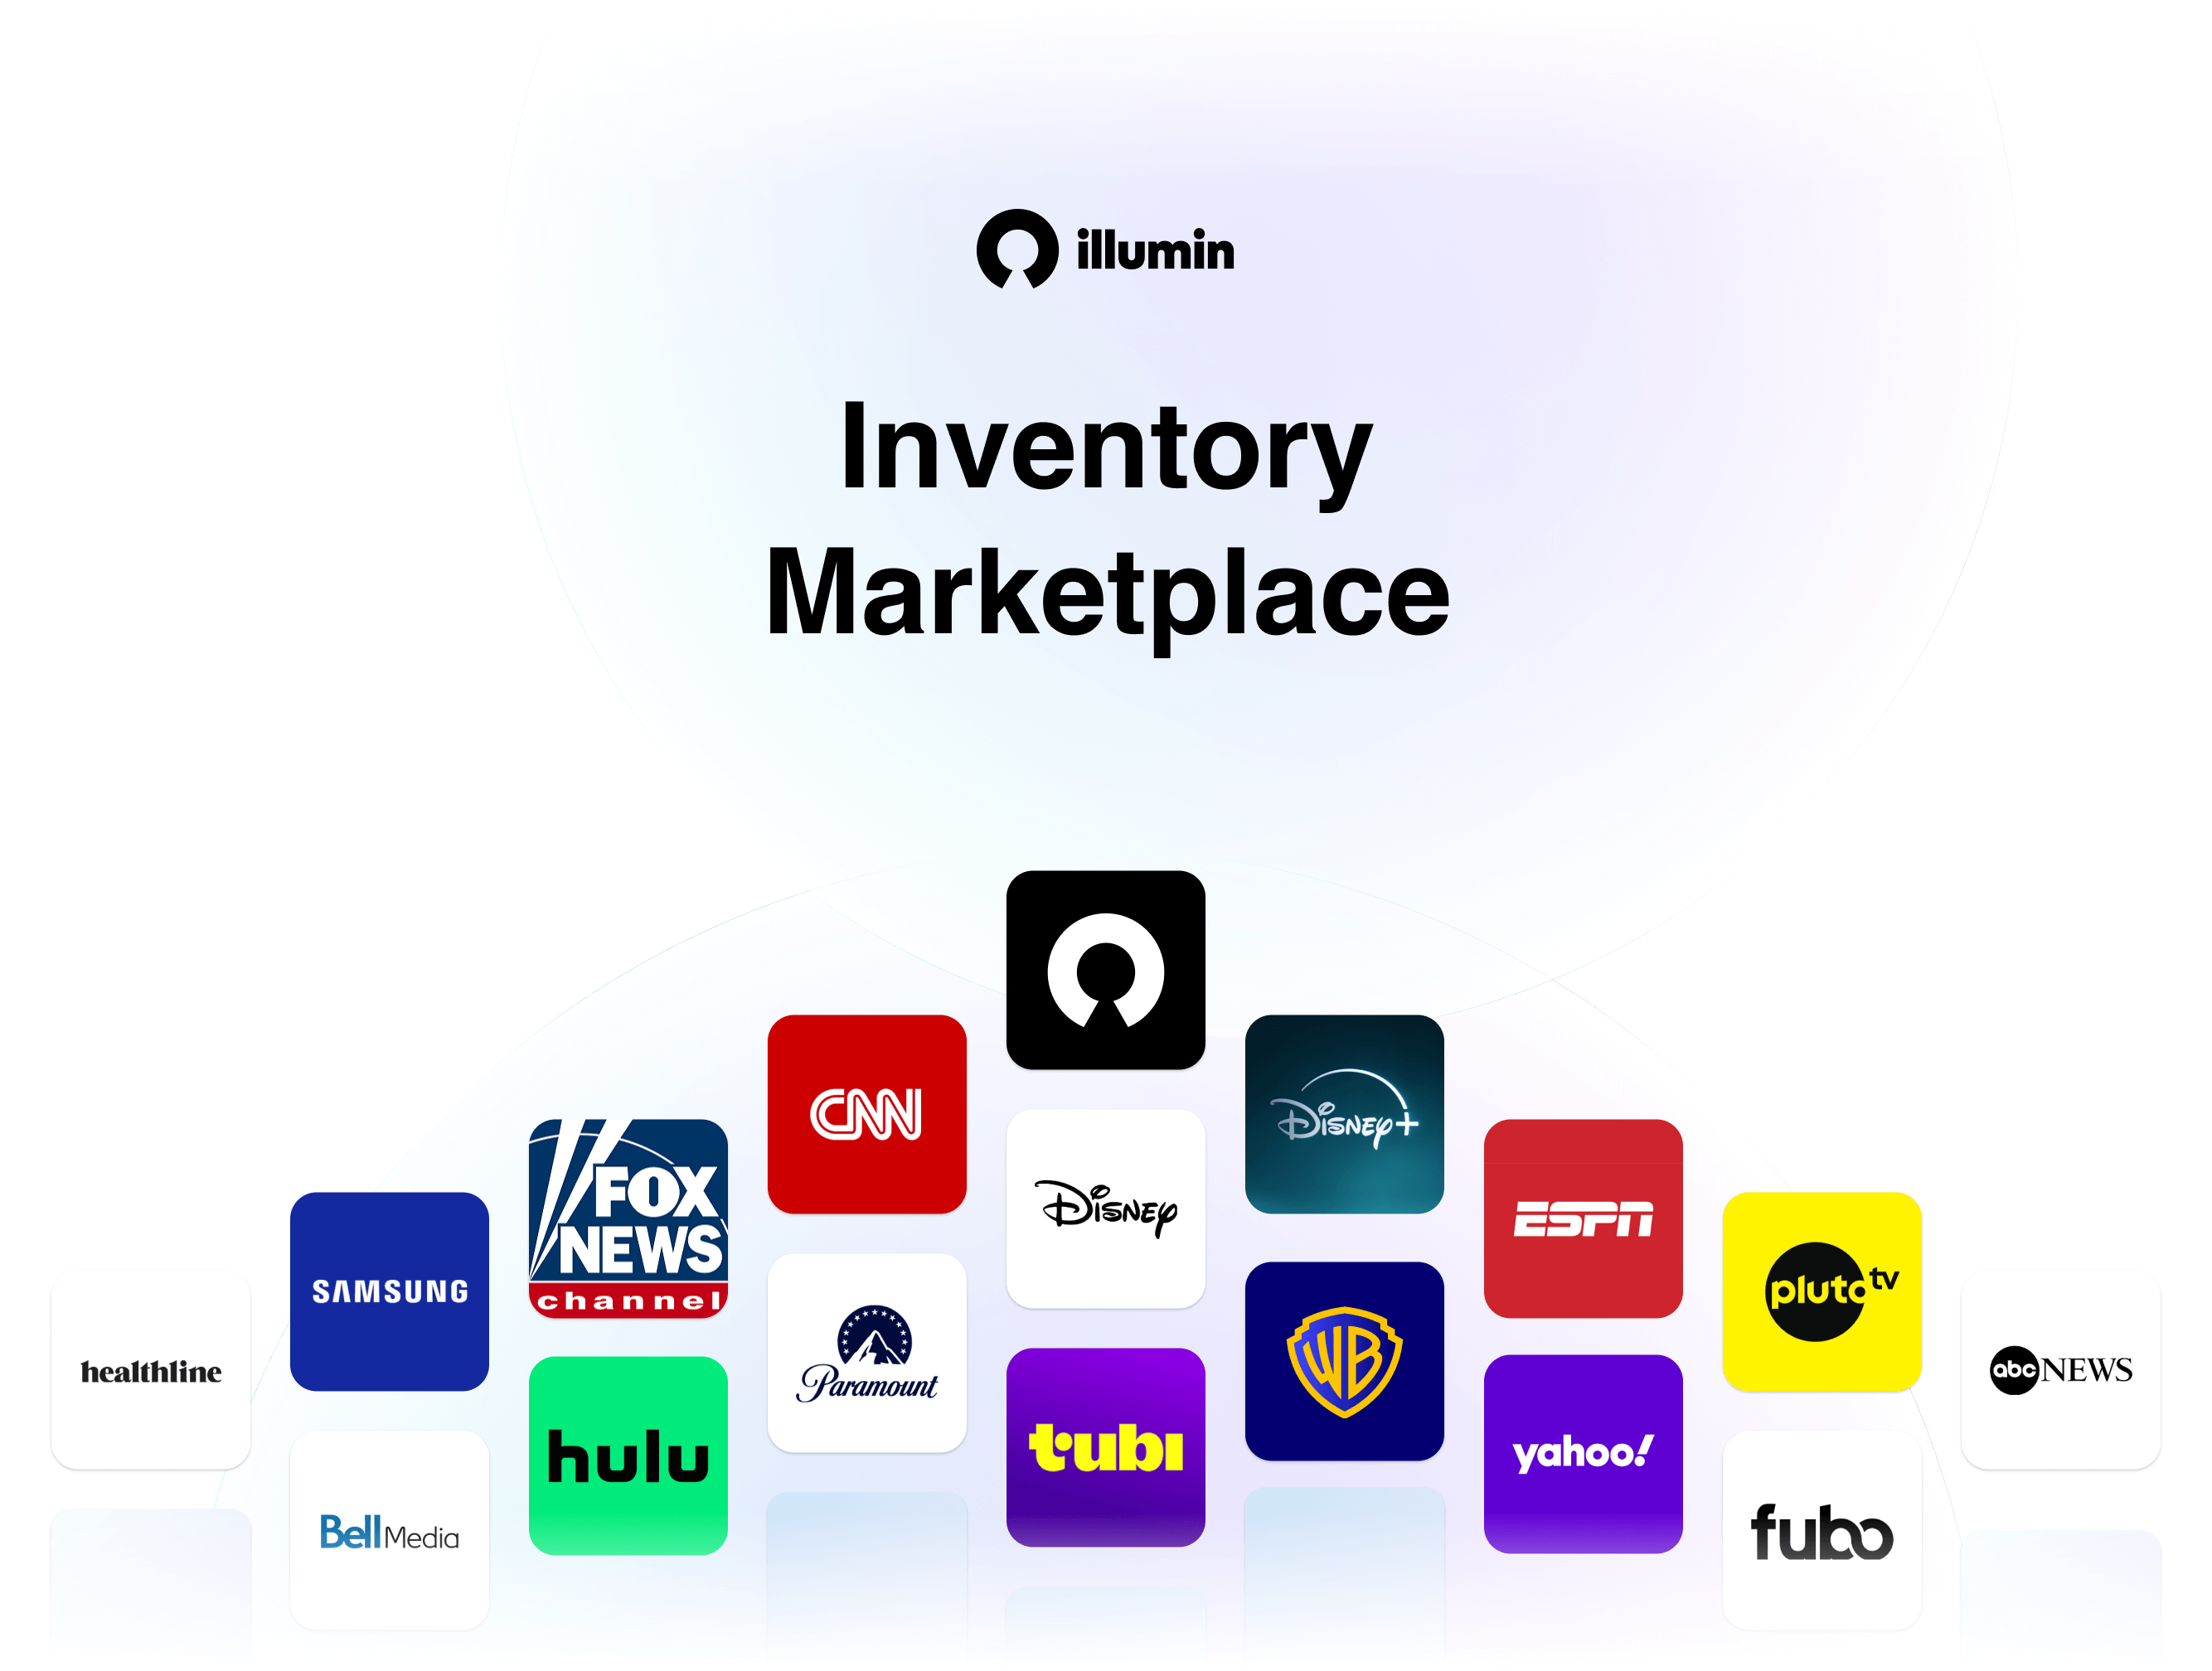 illumin
Inventory
Marketplace
CNN
Disney+
FOX
NEWS
channel
Disney
ESPN
SAMSUNG
pluto tv
healthline
Paramount
WB
abc NEWS
hulu
tubi
yahoo!
Bell Media
fubo